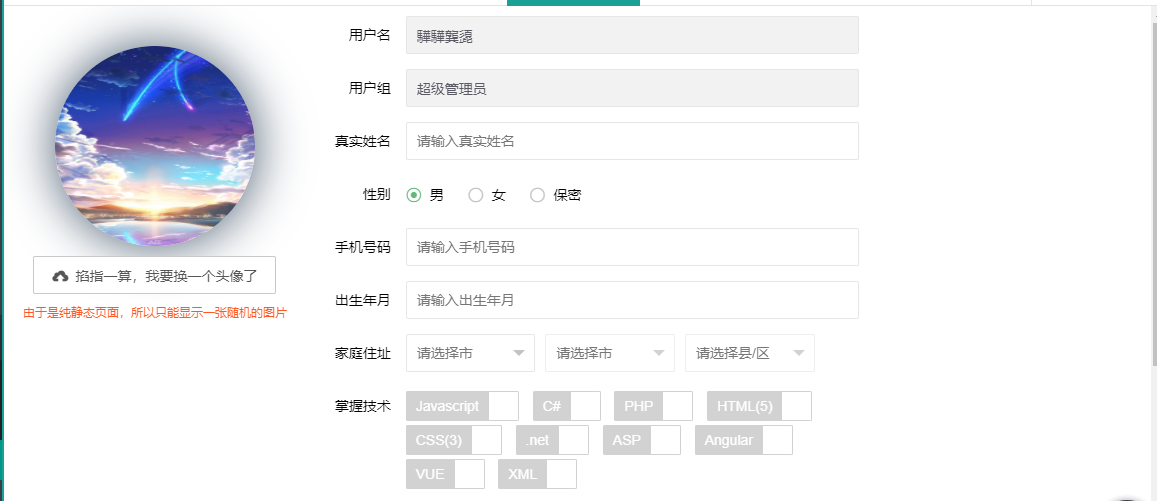 用户名 驊驊龔邈
用户组 超级管理员
真实姓名 请输入真实姓名
性别 男 女 保密
掐指一算，我要换一个头像了
由于是纯静态页面，所以只能显示一张随机的图片
手机号码 请输入手机号码
出生年月 请输入出生年月
家庭住址 请选择市 请选择市 请选择县/区
掌握技术 Javascript C# PHP HTML(5)
CSS(3) .net ASP Angular
VUE XML